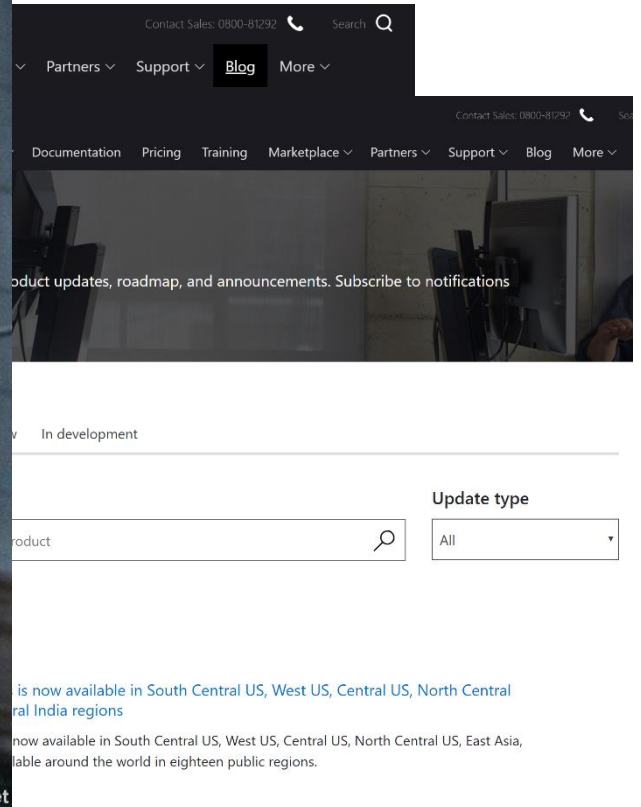 Contact Sales: 0800-81292 Search
Partners Support Blog More
Contact Sales: 0800-81292 Sea
Documentation Pricing Training Marketplace Partners Support Blog More
oduct updates, roadmap, and announcements. Subscribe to notifications
w In development
Update type
roduct All
is now available in South Central US, West US, Central US, North Central
ral India regions
now available in South Central US, West US, Central US, North Central US, East Asia,
lable around the world in eighteen public regions.
et